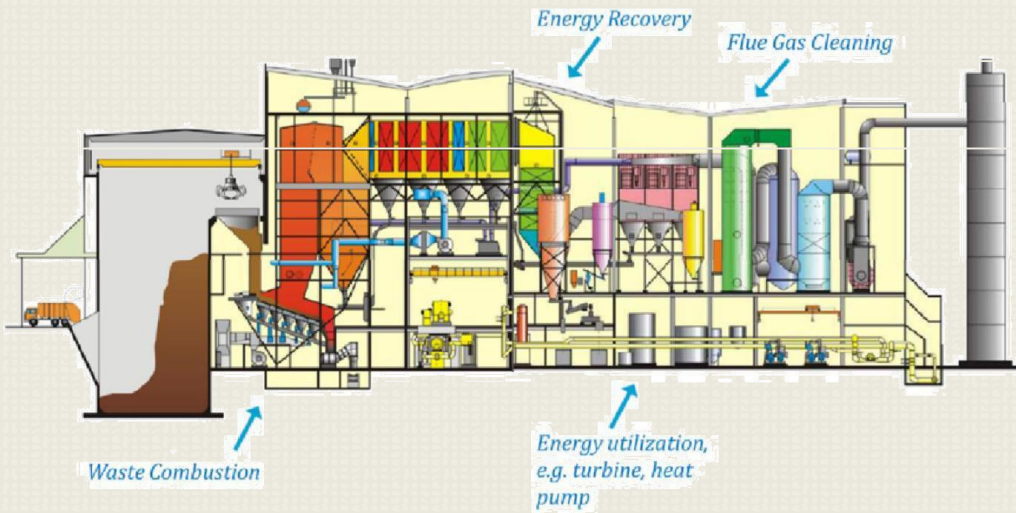 Energy Recovery
Flue Gas Cleaning
Waste Combustion
Energy utilization,
e.g. turbine, heat
pump